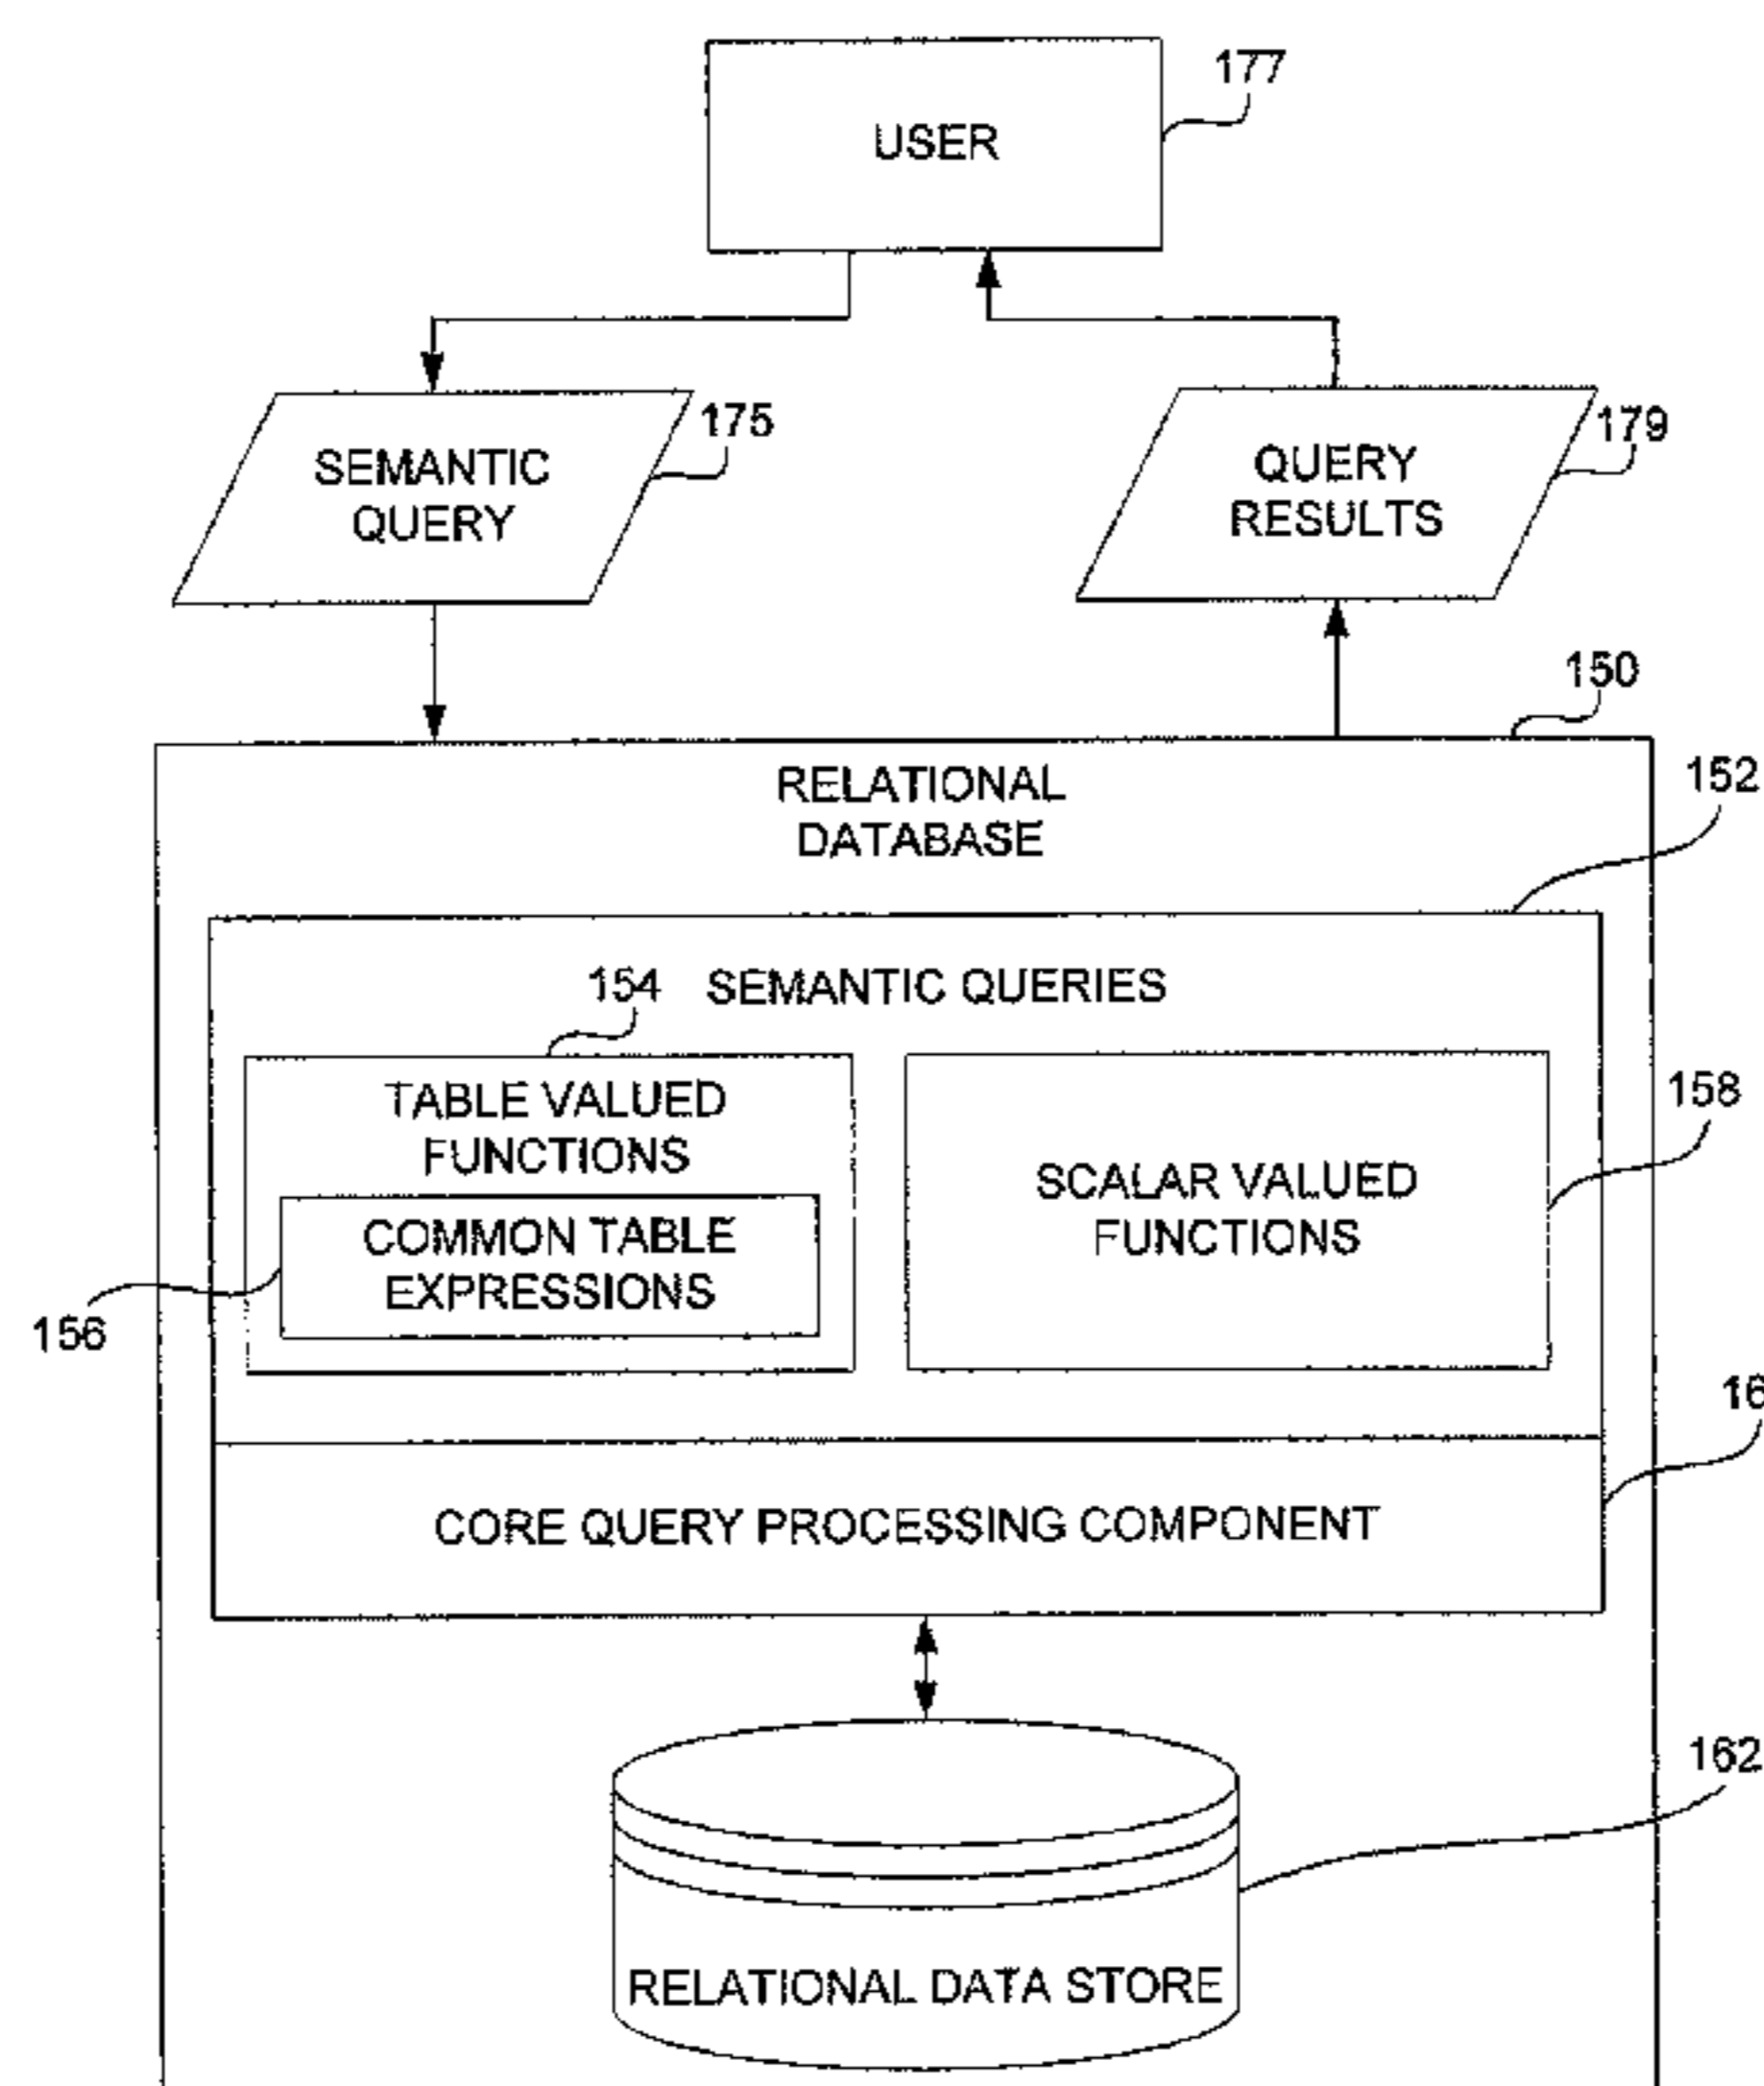 177
USER
175
SEMANTIC
QUERY
179
QUERY
RESULTS
150
RELATIONAL
DATABASE
152
SEMANTIC QUERIES
154
TABLE VALUED
FUNCTIONS
COMMON TABLE
EXPRESSIONS
156
SCALAR VALUED
FUNCTIONS
158
16
CORE QUERY PROCESSING COMPONENT
162
RELATIONAL DATA STORE